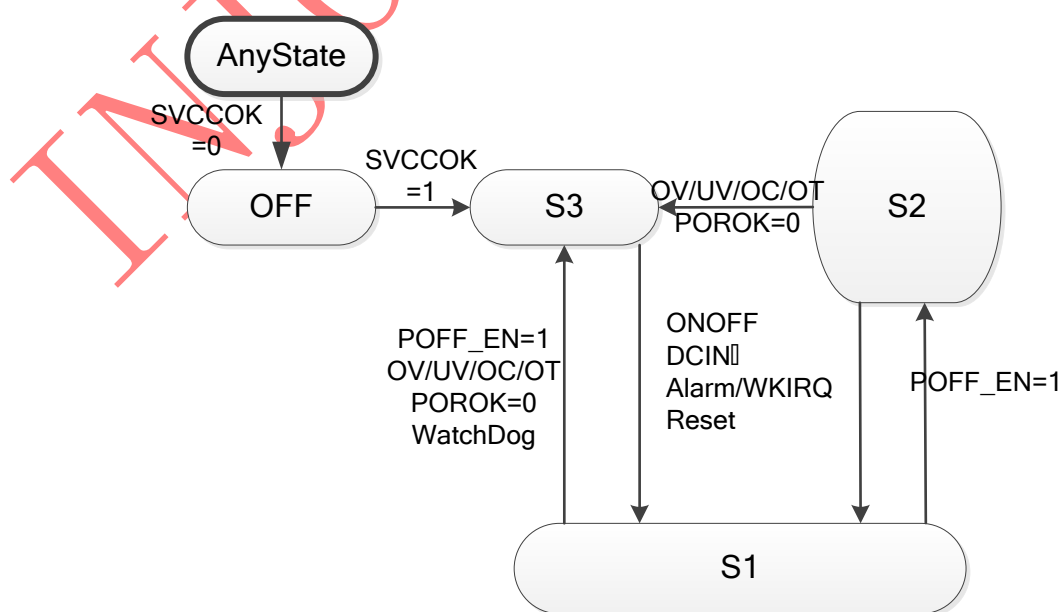 AnyState
SVCCOK
=0
OFF
SVCCOK
=1
S3
OV/UV/OC/OT
POROK=0
S2
POFF_EN=1
OV/UV/OC/OT
POROK=0
WatchDog
ONOFF
DCIN▯
Alarm/WKIRQ
Reset
POFF_EN=1
S1